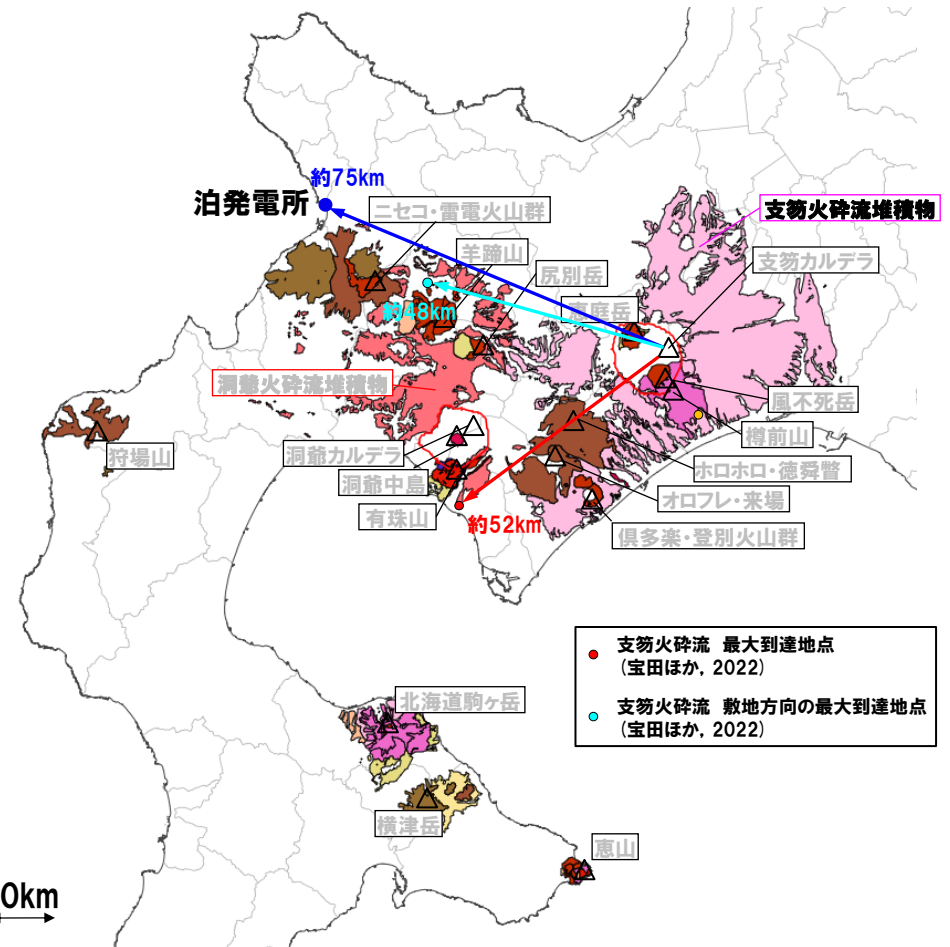 約75km
泊発電所
ニセコ・雷電火山群
支笏火砕流堆積物
羊蹄山
支笏カルデラ
尻別岳
恵庭岳
約48km
洞爺火砕流堆積物
風不死岳
樽前山
狩場山
洞爺カルデラ
ホロホロ・徳舜瞥
洞爺中島
オロフレ・来場
有珠山
約52km
倶多楽・登別火山群
支笏火砕流 最大到達地点
(宝田ほか, 2022)
支笏火砕流 敷地方向の最大到達地点
(宝田ほか, 2022)
北海道駒ヶ岳
横津岳
恵山
0km